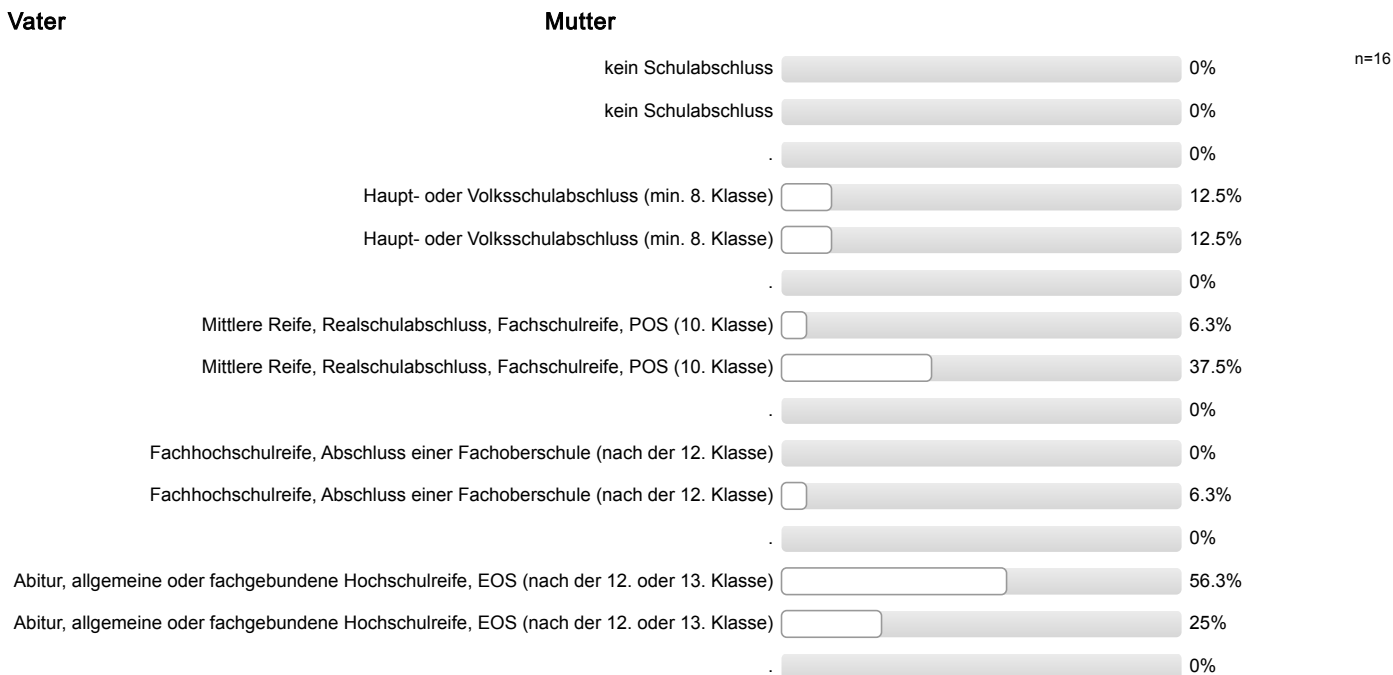 Vater Mutter
n=16
kein Schulabschluss 0%
kein Schulabschluss 0%
. 0%
Haupt- oder Volksschulabschluss (min. 8. Klasse) 12.5%
Haupt- oder Volksschulabschluss (min. 8. Klasse) 12.5%
. 0%
Mittlere Reife, Realschulabschluss, Fachschulreife, POS (10. Klasse) 6.3%
Mittlere Reife, Realschulabschluss, Fachschulreife, POS (10. Klasse) 37.5%
. 0%
Fachhochschulreife, Abschluss einer Fachoberschule (nach der 12. Klasse) 0%
Fachhochschulreife, Abschluss einer Fachoberschule (nach der 12. Klasse) 6.3%
. 0%
Abitur, allgemeine oder fachgebundene Hochschulreife, EOS (nach der 12. oder 13. Klasse) 56.3%
Abitur, allgemeine oder fachgebundene Hochschulreife, EOS (nach der 12. oder 13. Klasse) 25%
. 0%